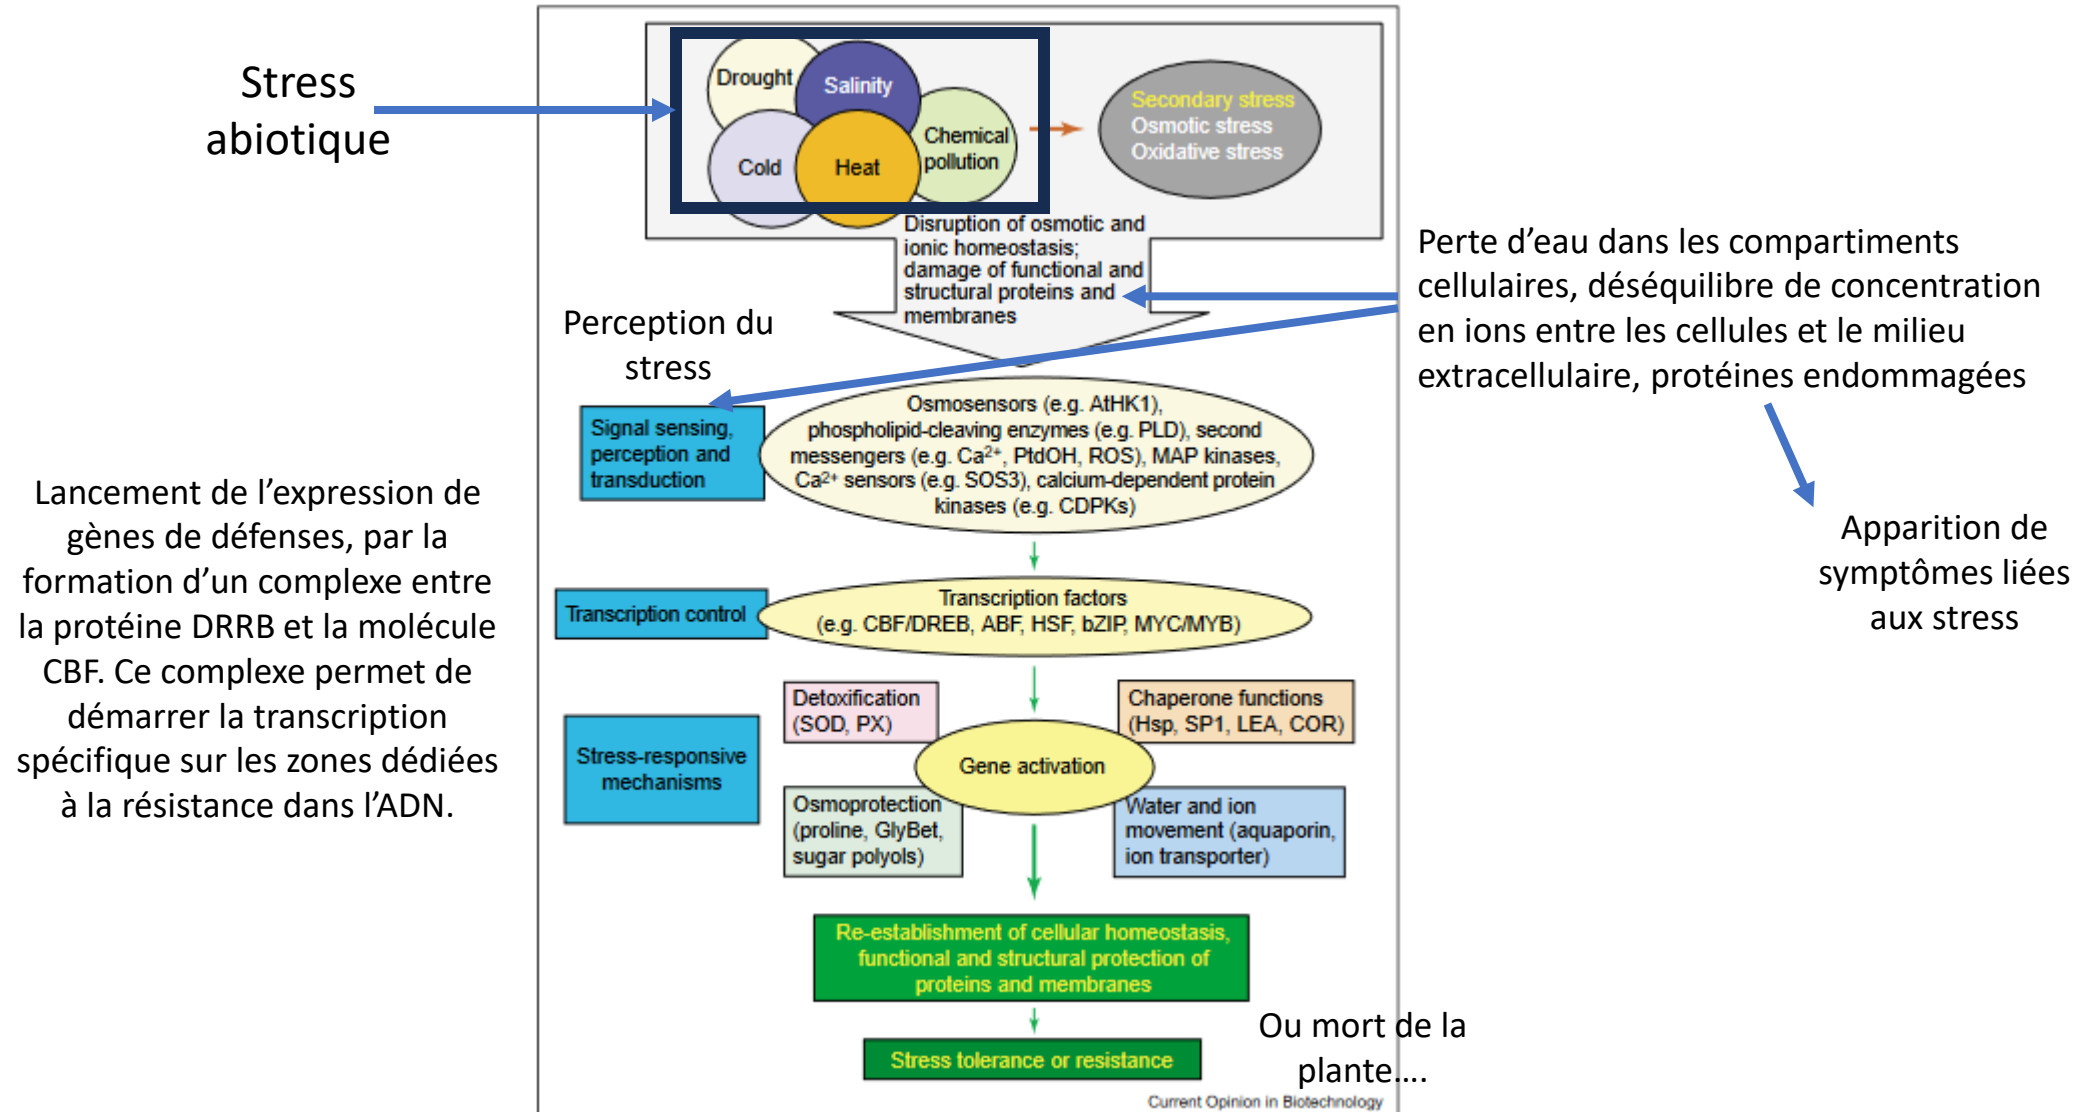 Stress
abiotique
Drought
Salinity
Cold
Heat
Chemical
pollution
Secondary stress
Osmotic stress
Oxidative stress
Disruption of osmotic and
ionic homeostasis;
damage of functional and
structural proteins and
membranes
Perte d’eau dans les compartiments
cellulaires, déséquilibre de concentration
en ions entre les cellules et le milieu
extracellulaire, protéines endommagées
Perception du
stress
Signal sensing,
perception and
transduction
Osmosensors (e.g. AtHK1),
phospholipid-cleaving enzymes (e.g. PLD), second
messengers (e.g. Ca²⁺, PtdOH, ROS), MAP kinases,
Ca²⁺ sensors (e.g. SOS3), calcium-dependent protein
kinases (e.g. CDPKs)
Apparition de
symptômes liées
aux stress
Lancement de l’expression de
gènes de défenses, par la
formation d’un complexe entre
la protéine DRRB et la molécule
CBF. Ce complexe permet de
démarrer la transcription
spécifique sur les zones dédiées
à la résistance dans l’ADN.
Transcription control
Transcription factors
(e.g. CBF/DREB, ABF, HSF, bZIP, MYC/MYB)
Stress-responsive
mechanisms
Detoxification
(SOD, PX)
Chaperone functions
(Hsp, SP1, LEA, COR)
Gene activation
Osmoprotection
(proline, GlyBet,
sugar polyols)
Water and ion
movement (aquaporin,
ion transporter)
Re-establishment of cellular homeostasis,
functional and structural protection of
proteins and membranes
Stress tolerance or resistance
Ou mort de la
plante….
Current Opinion in Biotechnology